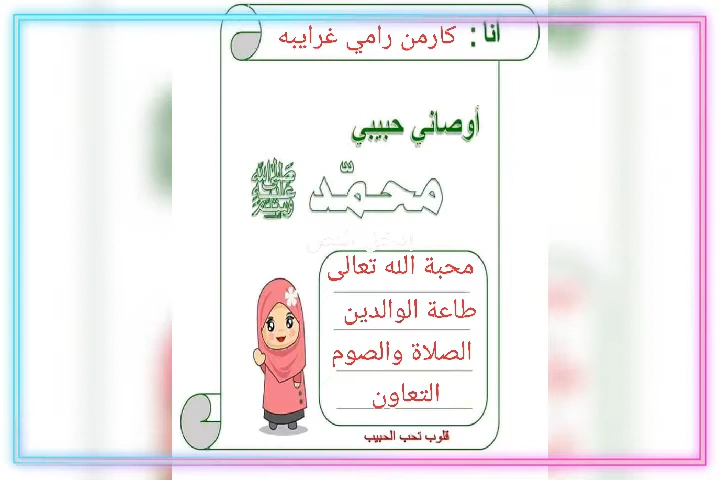 أنا : كارمن رامي غرايبه
أوصاني حبيبي
محمّد ﷺ
محبة الله تعالى
طاعة الوالدين
الصلاة والصوم
التعاون
قلوب تحب الحبيب